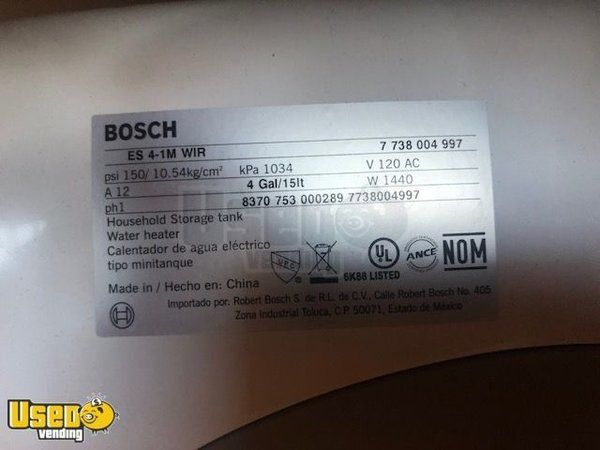 BOSCH
ES 4-1M WIR 7 738 004 997
psi 150/ 10.54kg/cm² kPa 1034 V 120 AC
A 12 4 Gal/15lt W 1440
ph1 8370 753 000289 7738004997
Household Storage tank
Water heater
Calentador de agua eléctrico
tipo minitanque
UPC
UL
6K88 LISTED
ANCE
NOM
Made in / Hecho en: China
Importado por: Robert Bosch S. de R.L. de C.V., Calle Robert Bosch No. 405
Zona Industrial Toluca, C.P. 50071, Estado de México
USED
vending